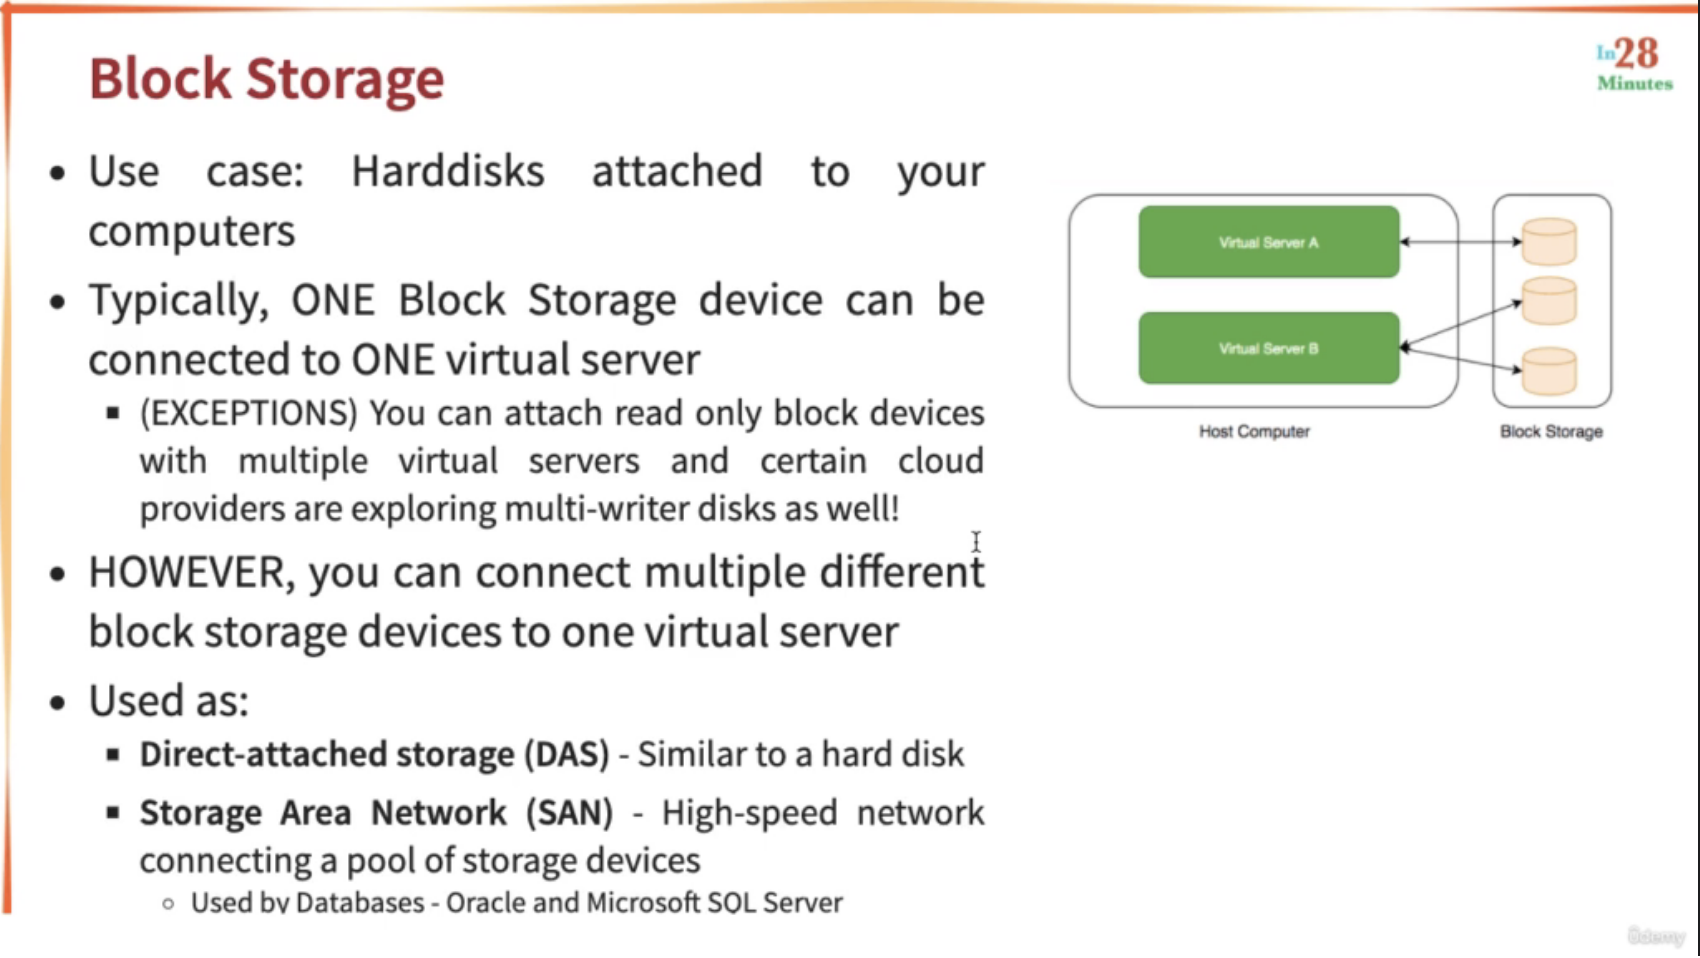 Block Storage
In28
Minutes
• Use case: Harddisks attached to your
computers
• Typically, ONE Block Storage device can be
connected to ONE virtual server
▪ (EXCEPTIONS) You can attach read only block devices
with multiple virtual servers and certain cloud
providers are exploring multi-writer disks as well!
• HOWEVER, you can connect multiple different
block storage devices to one virtual server
• Used as:
▪ Direct-attached storage (DAS) - Similar to a hard disk
▪ Storage Area Network (SAN) - High-speed network
connecting a pool of storage devices
○ Used by Databases - Oracle and Microsoft SQL Server
Virtual Server A
Virtual Server B
Host Computer
Block Storage
ûdemy